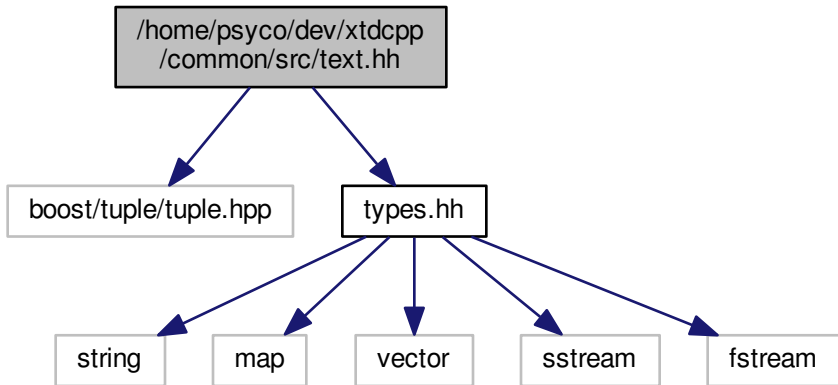 /home/psyco/dev/xtdcpp
/common/src/text.hh
boost/tuple/tuple.hpp
types.hh
string
map
vector
sstream
fstream